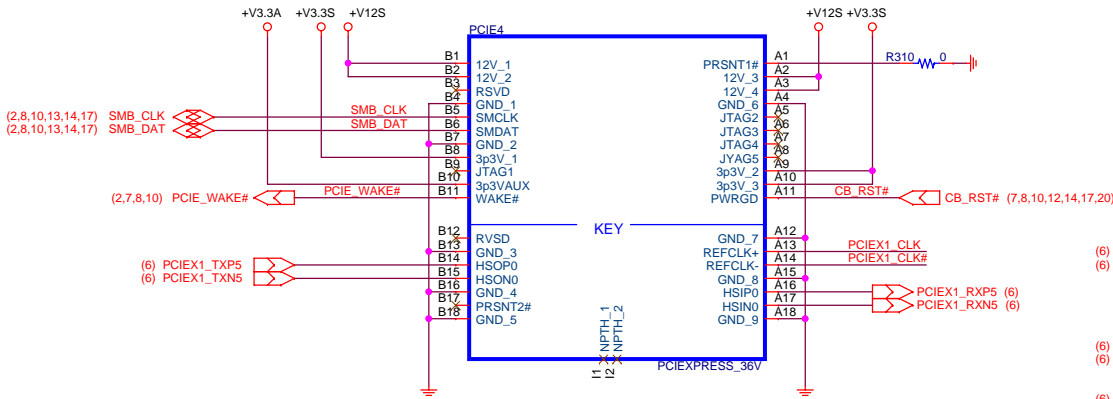 +V3.3A +V3.3S +V12S +V12S +V3.3S
PCIE4
B1 12V_1 PRSNT1# A1 R310 0
B2 12V_2 12V_3 A2
B3 RSVD 12V_4 A3
B4 GND_1 GND_6 A4
(2,8,10,13,14,17) SMB_CLK SMB_CLK B5 SMCLK JTAG2 A5
(2,8,10,13,14,17) SMB_DAT SMB_DAT B6 SMDAT JTAG3 A6
B7 GND_2 JTAG4 A7
B8 3p3V_1 JYAG5 A8
B9 JTAG1 3p3V_2 A9
B10 3p3VAUX 3p3V_3 A10
(2,7,8,10) PCIE_WAKE# PCIE_WAKE# B11 WAKE# PWRGD A11 CB_RST# CB_RST# (7,8,10,12,14,17,20)
KEY
B12 RVSD GND_7 A12
B13 GND_3 REFCLK+ A13 PCIEX1_CLK (6)
(6) PCIEX1_TXP5 B14 HSOP0 REFCLK- A14 PCIEX1_CLK# (6)
(6) PCIEX1_TXN5 B15 HSON0 GND_8 A15
B16 GND_4 HSIP0 A16 PCIEX1_RXP5 (6)
B17 PRSNT2# HSIN0 A17 PCIEX1_RXN5 (6)
B18 GND_5 GND_9 A18
NPTH_1 NPTH_2
(6)
(6)
I1 I2
PCIEXPRESS_36V
(6)